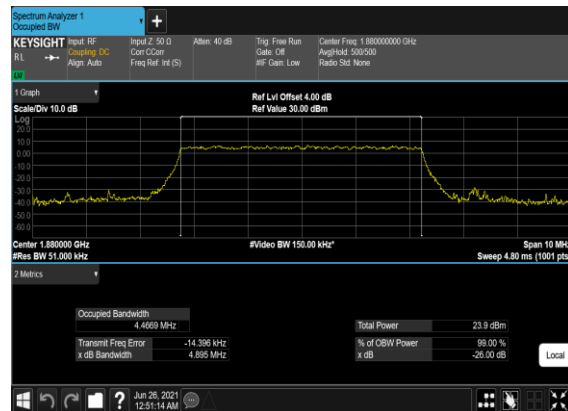 Spectrum Analyzer 1
Occupied BW
KEYSIGHT Input: RF Input Z: 50 Ω Atten: 40 dB Trig: Free Run Center Freq: 1.880000000 GHz
RL Coupling: DC Corr CCorr Gate: Off Avg|Hold: 500/500
Align: Auto Freq Ref: Int (S) #IF Gain: Low Radio Std: None
1 Graph
Ref Lvl Offset 4.00 dB
Scale/Div 10.0 dB Ref Value 30.00 dBm
Log
20.0
10.0
0.00
-10.0
-20.0
-30.0
-40.0
-50.0
-60.0
Center 1.880000 GHz #Video BW 150.00 kHz* Span 10 MHz
#Res BW 51.000 kHz Sweep 4.80 ms (1001 pts
2 Metrics
Occupied Bandwidth
4.4669 MHz Total Power 23.9 dBm
Transmit Freq Error -14.396 kHz % of OBW Power 99.00 %
x dB Bandwidth 4.895 MHz x dB -26.00 dB
Local
?
Jun 26, 2021
12:51:14 AM